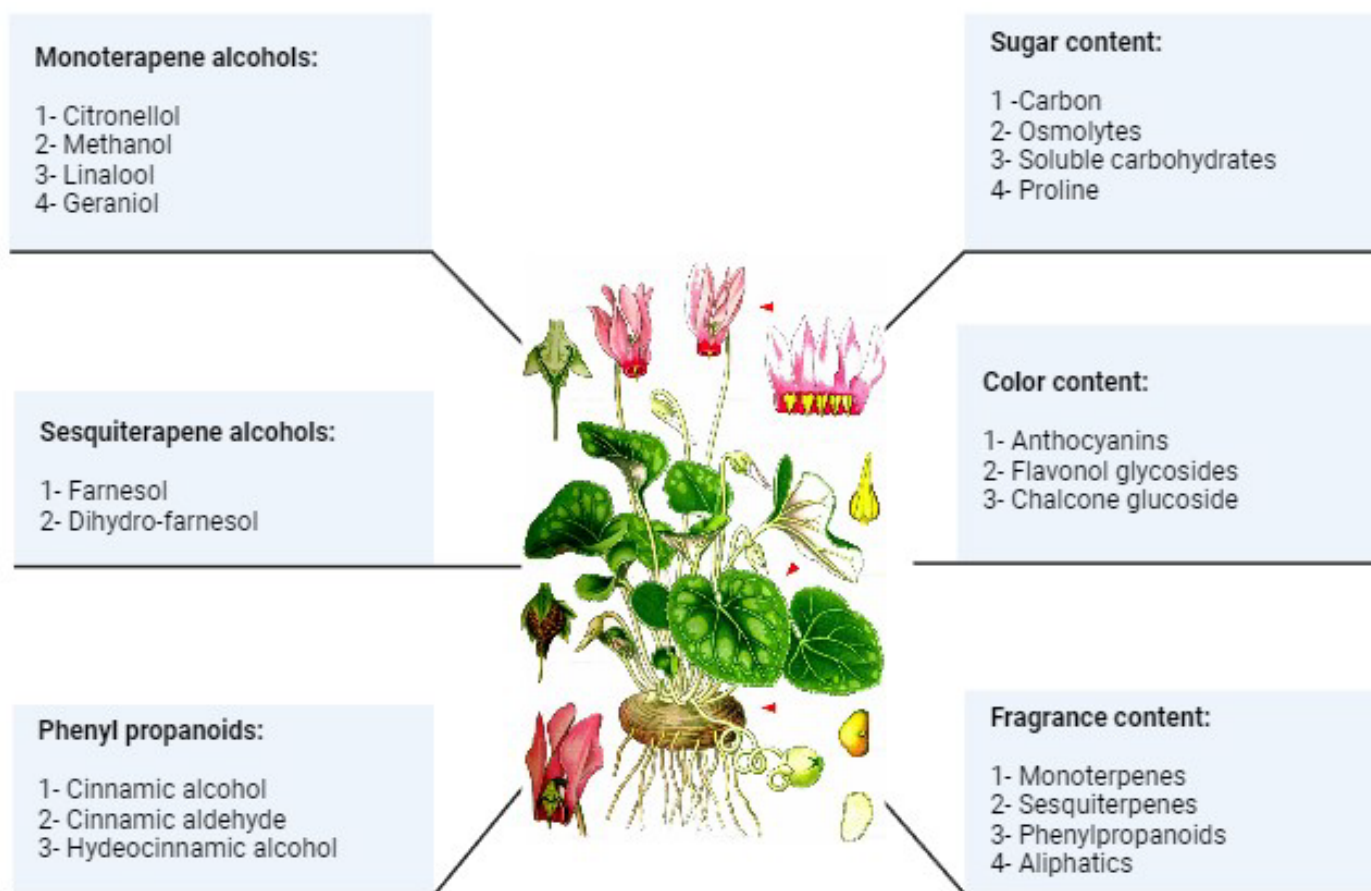 Monoterapene alcohols:
1- Citronellol
2- Methanol
3- Linalool
4- Geraniol
Sesquiterapene alcohols:
1- Farnesol
2- Dihydro-farnesol
Phenyl propanoids:
1- Cinnamic alcohol
2- Cinnamic aldehyde
3- Hydeocinnamic alcohol
Sugar content:
1 -Carbon
2- Osmolytes
3- Soluble carbohydrates
4- Proline
Color content:
1- Anthocyanins
2- Flavonol glycosides
3- Chalcone glucoside
Fragrance content:
1- Monoterpenes
2- Sesquiterpenes
3- Phenylpropanoids
4- Aliphatics